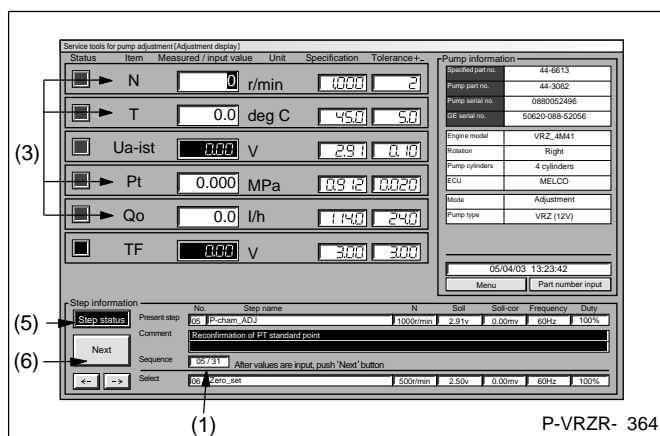 Service tools for pump adjustment [Adjustment display]
Status Item Measured / input value Unit Specification Tolerance+_
N 0 r/min 1,000 2
T 0.0 deg C 45.0 5.0
Ua-ist 0.00 V 2.91 0.10
Pt 0.000 MPa 0.912 0.020
Qo 0.0 l/h 114.0 24.0
TF 0.00 V 3.00 3.00
(3)
Pump information
Specified part no. 44-6613
Pump part no. 44-3062
Pump serial no. 0880052496
GE serial no. 50620-088-52056
Engine model VRZ_4M41
Rotation Right
Pump cylinders 4 cylinders
ECU MELCO
Mode Adjustment
Pump type VRZ (12V)
05/04/03 13:23:42
Menu Part number input
Step information
No. Step name N Soll Soll-cor Frequency Duty
(5) Step status Present step 05 P-cham_ADJ 1000r/min 2.91v 0.00mv 60Hz 100%
Comment Reconfirmation of PT standard point
(6) Next
Sequence 05 / 31 After values are input, push `Next´ button
<- -> Select 06 Zero_set 500r/min 2.50v 0.00mv 60Hz 100%
(1)
P-VRZR- 364